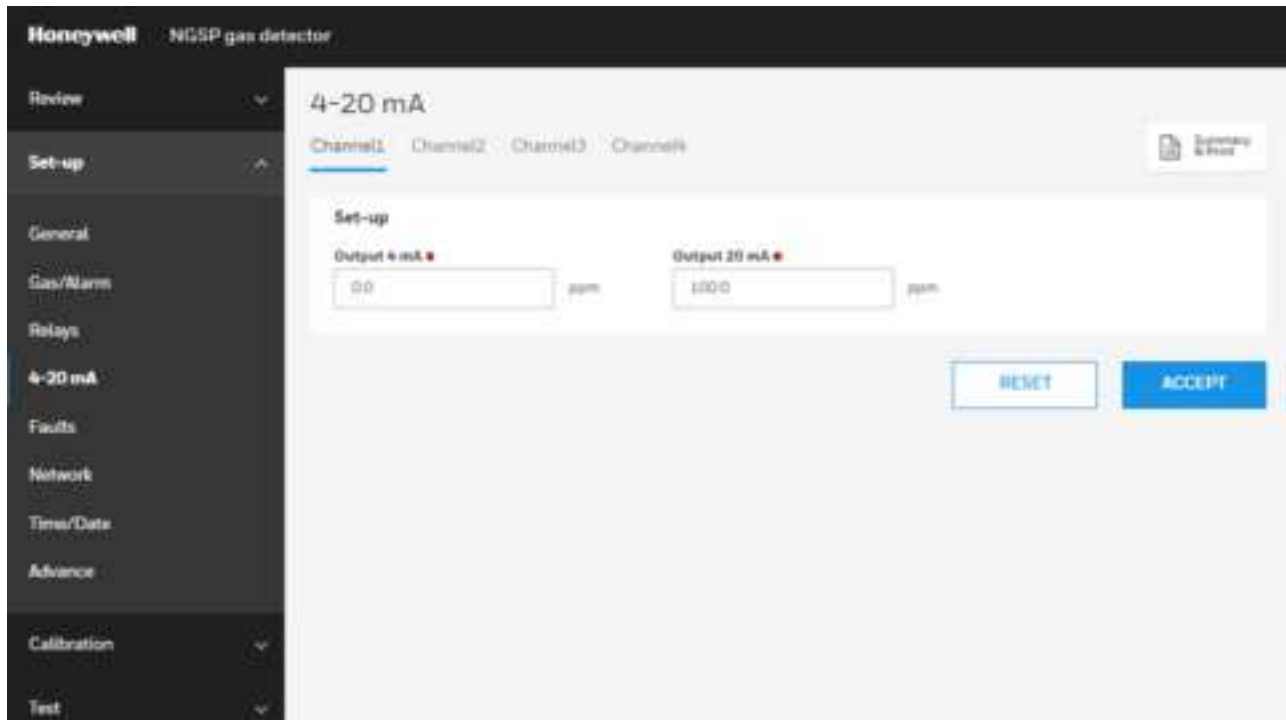 Honeywell NGSP gas detector
Review
Set-up
General
Gas/Alarm
Relays
4-20 mA
Faults
Network
Time/Date
Advance
Calibration
Test
4-20 mA
Channel1 Channel2 Channel3 Channel4
Summary
& Print
Set-up
Output 4 mA
Output 20 mA
0.0 ppm
100.0 ppm
RESET
ACCEPT